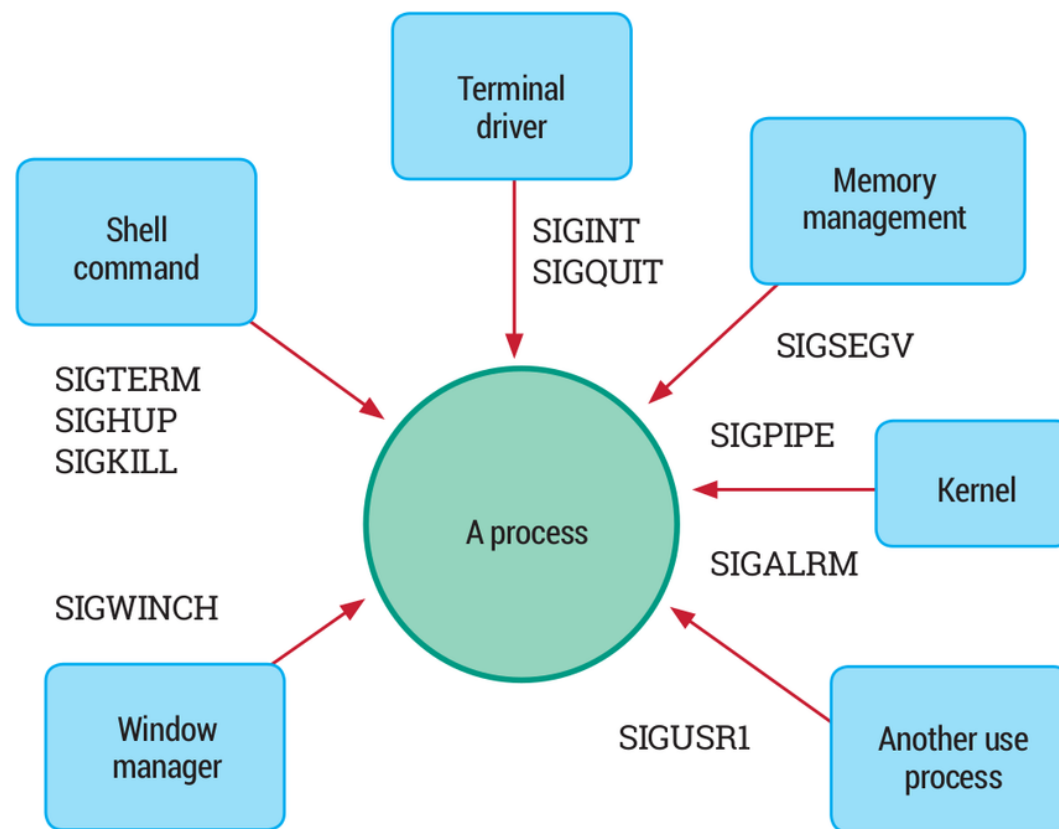 Terminal
driver
Memory
management
Shell
command
SIGINT
SIGQUIT
SIGSEGV
SIGTERM
SIGHUP
SIGKILL
SIGPIPE
Kernel
A process
SIGALRM
SIGWINCH
Window
manager
SIGUSR1
Another use
process